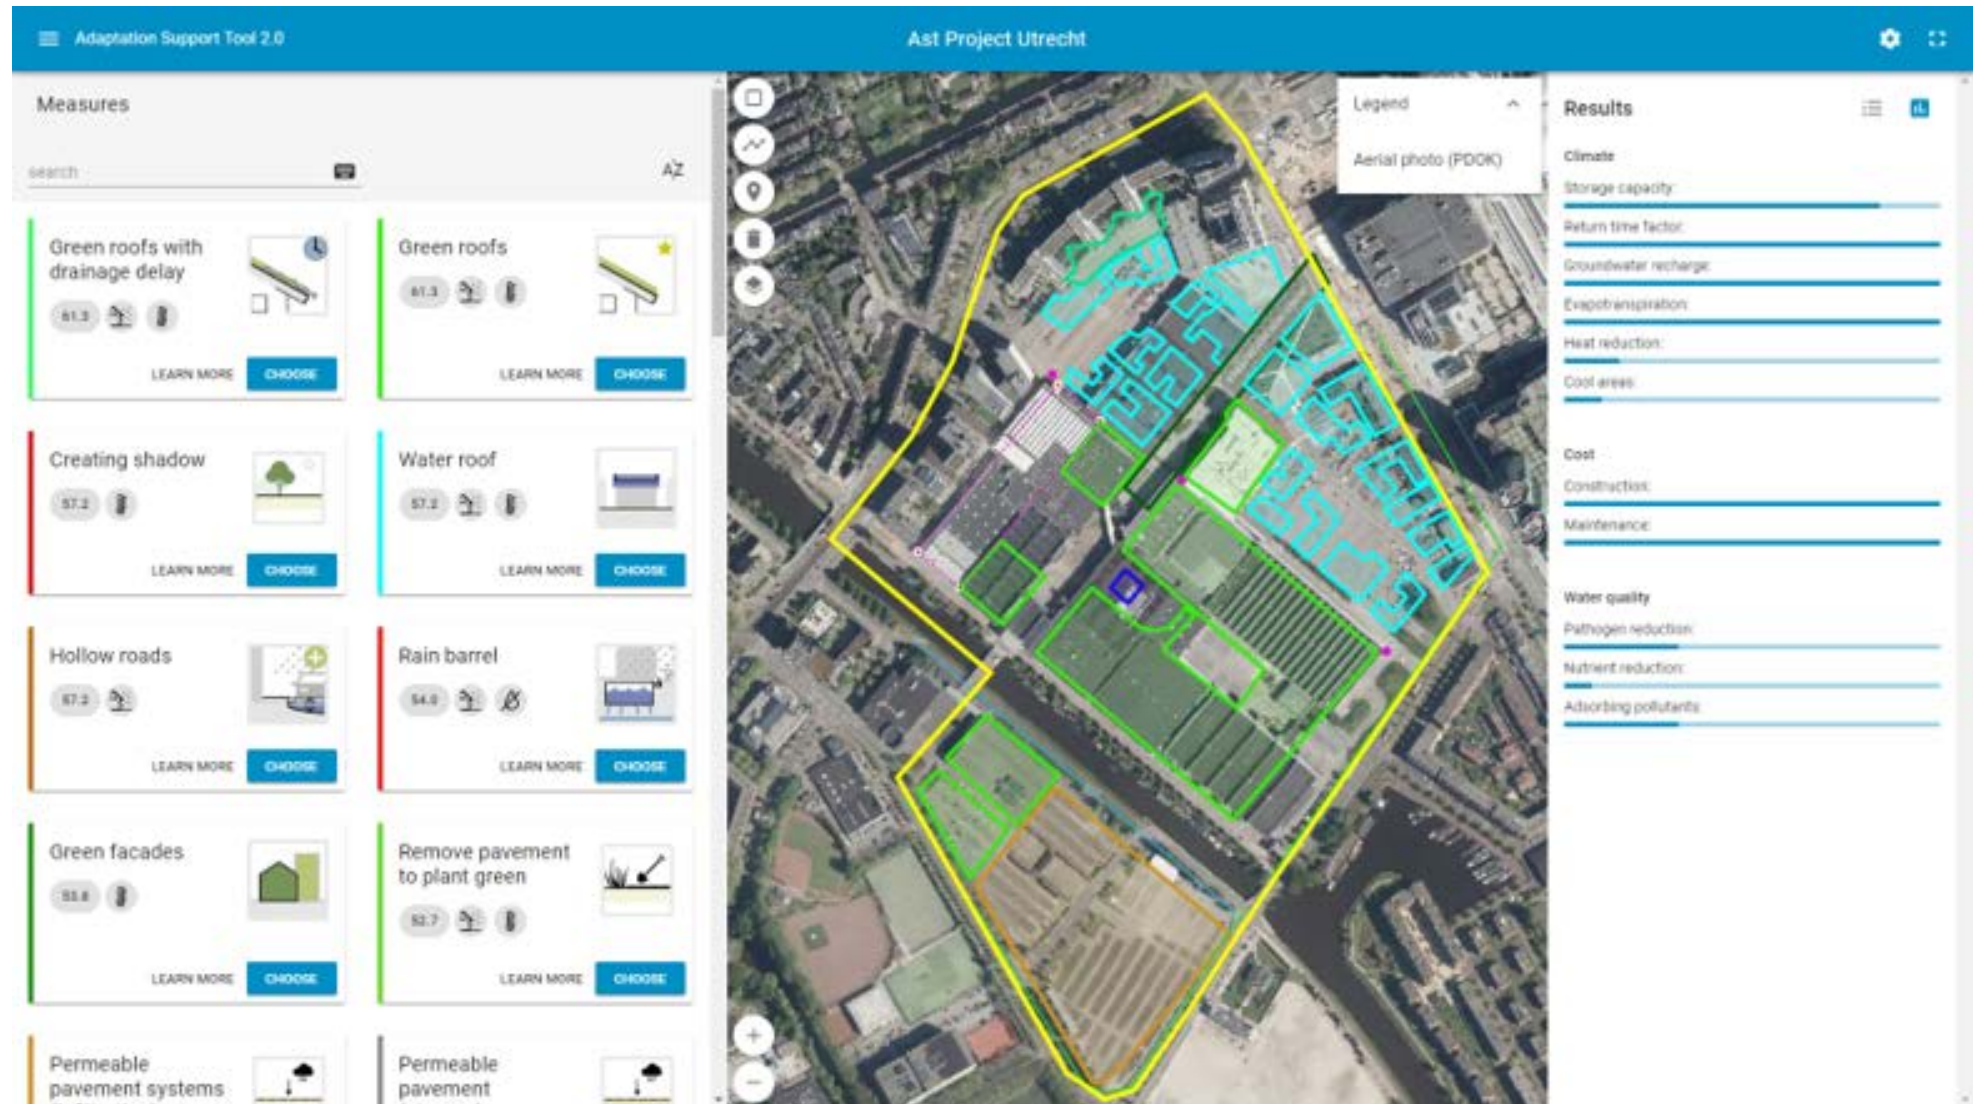 Adaptation Support Tool 2.0
Ast Project Utrecht
Measures
search
AZ
Green roofs with
drainage delay
61.3
LEARN MORE
CHOOSE
Green roofs
61.3
LEARN MORE
CHOOSE
Creating shadow
57.2
LEARN MORE
CHOOSE
Water roof
57.2
LEARN MORE
CHOOSE
Hollow roads
57.2
LEARN MORE
CHOOSE
Rain barrel
54.0
LEARN MORE
CHOOSE
Green facades
53.8
LEARN MORE
CHOOSE
Remove pavement
to plant green
52.7
LEARN MORE
CHOOSE
Permeable
pavement systems
Permeable
pavement
Legend
Aerial photo (PDOK)
Results
Climate
Storage capacity:
Return time factor:
Groundwater recharge:
Evapotranspiration:
Heat reduction:
Cool areas:
Cost
Construction:
Maintenance:
Water quality
Pathogen reduction:
Nutrient reduction:
Adsorbing pollutants: